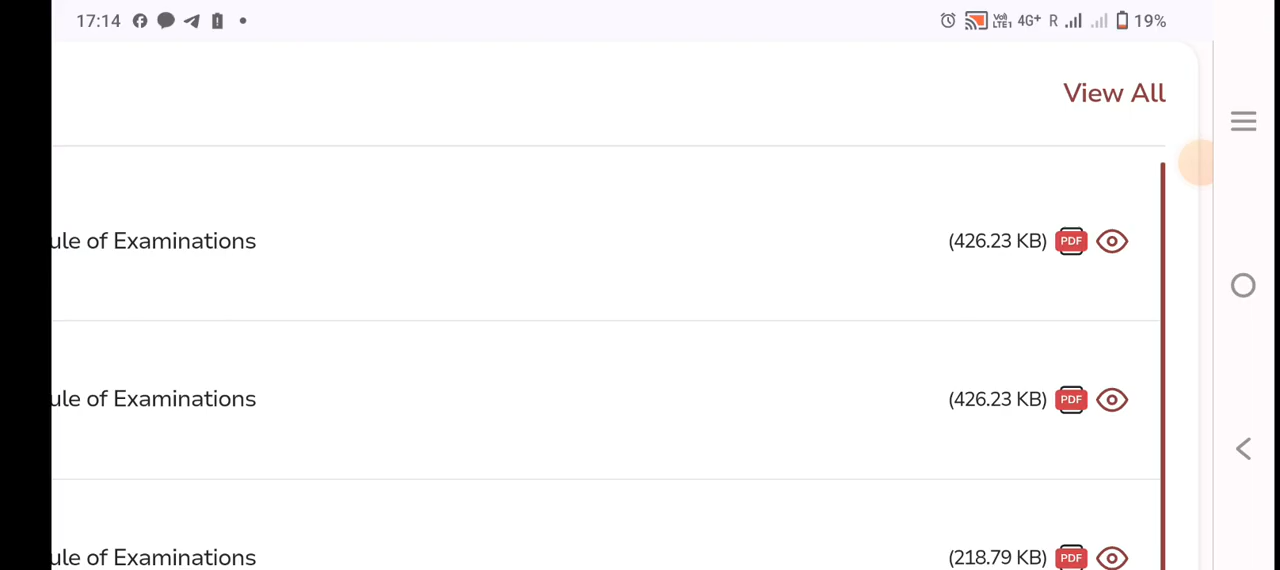 17:14 4G+ R 19%
View All
ule of Examinations (426.23 KB) PDF
ule of Examinations (426.23 KB) PDF
ule of Examinations (218.79 KB) PDF